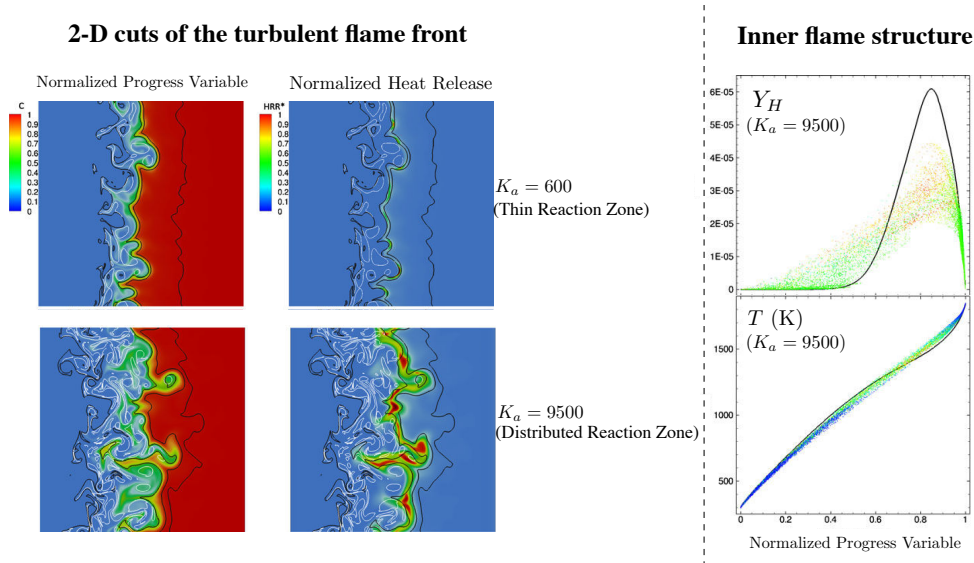 2-D cuts of the turbulent flame front
Normalized Progress Variable
Normalized Heat Release
C
1
0.9
0.8
0.7
0.6
0.5
0.4
0.3
0.2
0.1
0
HRR*
1
0.9
0.8
0.7
0.6
0.5
0.4
0.3
0.2
0.1
0
K_a = 600
(Thin Reaction Zone)
K_a = 9500
(Distributed Reaction Zone)
Inner flame structure
6E-05
5E-05
4E-05
3E-05
2E-05
1E-05
0
Y_H
(K_a = 9500)
1500
1000
500
T (K)
(K_a = 9500)
0 0.2 0.4 0.6 0.8 1
Normalized Progress Variable